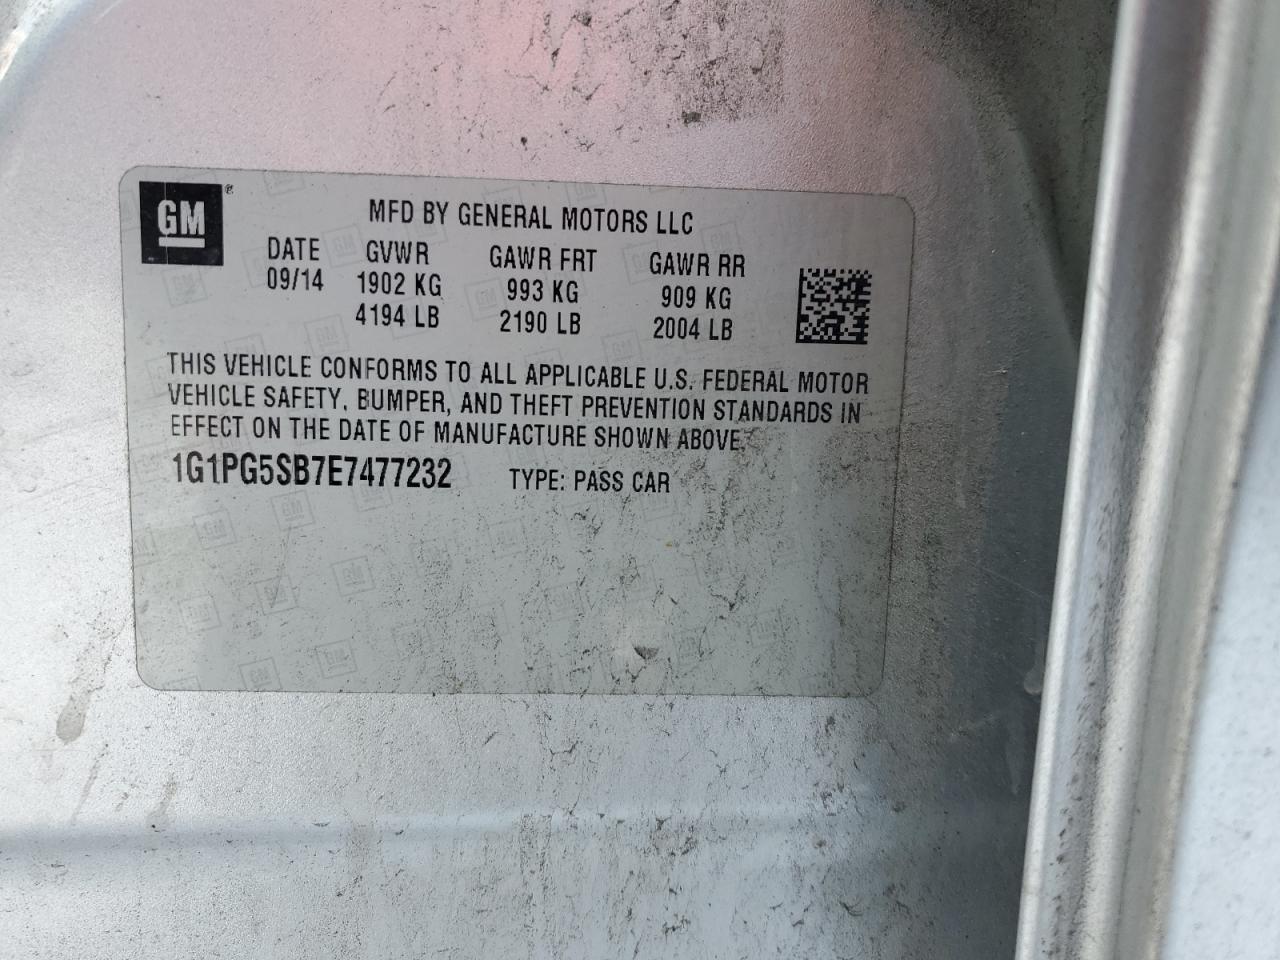 GM ®
MFD BY GENERAL MOTORS LLC
DATE GVWR GAWR FRT GAWR RR
09/14 1902 KG 993 KG 909 KG
4194 LB 2190 LB 2004 LB
THIS VEHICLE CONFORMS TO ALL APPLICABLE U.S. FEDERAL MOTOR
VEHICLE SAFETY, BUMPER, AND THEFT PREVENTION STANDARDS IN
EFFECT ON THE DATE OF MANUFACTURE SHOWN ABOVE.
1G1PG5SB7E7477232 TYPE: PASS CAR